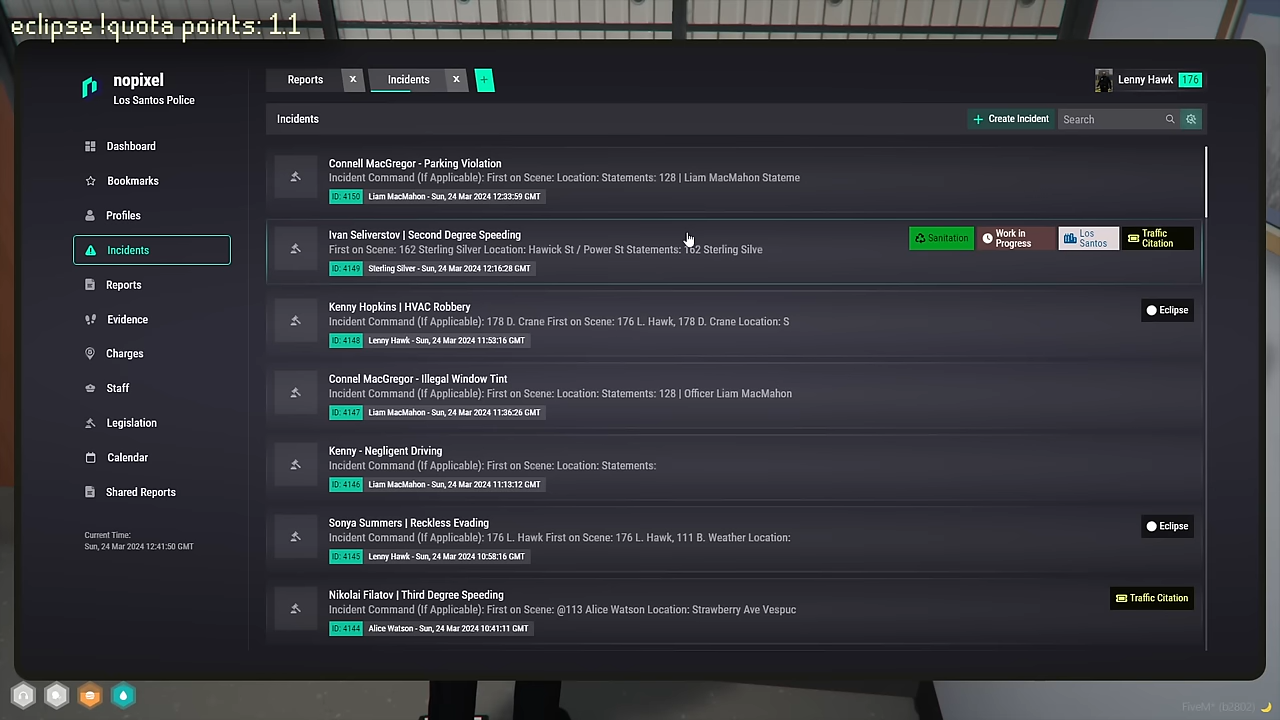 eclipse !quota points: 1.1
nopixel
Los Santos Police
Reports x Incidents x +
Lenny Hawk 176
Incidents
+ Create Incident
Search
Dashboard
Bookmarks
Profiles
Incidents
Reports
Evidence
Charges
Staff
Legislation
Calendar
Shared Reports
Current Time:
Sun, 24 Mar 2024 12:41:50 GMT
Connell MacGregor - Parking Violation
Incident Command (If Applicable): First on Scene: Location: Statements: 128 | Liam MacMahon Stateme
ID: 4150 Liam MacMahon - Sun, 24 Mar 2024 12:33:59 GMT
Ivan Seliverstov | Second Degree Speeding
First on Scene: 162 Sterling Silver Location: Hawick St / Power St Statements: 162 Sterling Silve
ID: 4149 Sterling Silver - Sun, 24 Mar 2024 12:16:28 GMT
Sanitation
Work in
Progress
Los
Santos
Traffic
Citation
Kenny Hopkins | HVAC Robbery
Incident Command (If Applicable): 178 D. Crane First on Scene: 176 L. Hawk, 178 D. Crane Location: S
ID: 4148 Lenny Hawk - Sun, 24 Mar 2024 11:53:16 GMT
Eclipse
Connel MacGregor - Illegal Window Tint
Incident Command (If Applicable): First on Scene: Location: Statements: 128 | Officer Liam MacMahon
ID: 4147 Liam MacMahon - Sun, 24 Mar 2024 11:36:26 GMT
Kenny - Negligent Driving
Incident Command (If Applicable): First on Scene: Location: Statements:
ID: 4146 Liam MacMahon - Sun, 24 Mar 2024 11:13:12 GMT
Sonya Summers | Reckless Evading
Incident Command (If Applicable): 176 L. Hawk First on Scene: 176 L. Hawk, 111 B. Weather Location:
ID: 4145 Lenny Hawk - Sun, 24 Mar 2024 10:58:16 GMT
Eclipse
Nikolai Filatov | Third Degree Speeding
Incident Command (If Applicable): First on Scene: @113 Alice Watson Location: Strawberry Ave Vespuc
ID: 4144 Alice Watson - Sun, 24 Mar 2024 10:41:11 GMT
Traffic Citation
FiveM* (b2802)